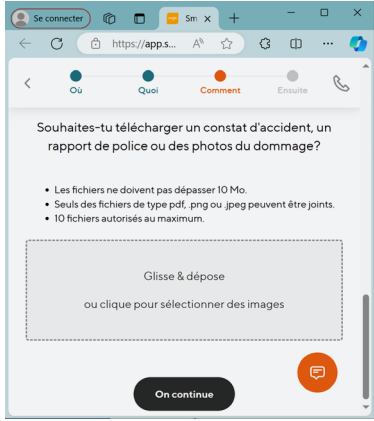 Se connecter
Sm
https://app.s...
Où
Quoi
Comment
Ensuite
Souhaites-tu télécharger un constat d'accident, un
rapport de police ou des photos du dommage?
• Les fichiers ne doivent pas dépasser 10 Mo.
• Seuls des fichiers de type pdf, .png ou .jpeg peuvent être joints.
• 10 fichiers autorisés au maximum.
Glisse & dépose
ou clique pour sélectionner des images
On continue